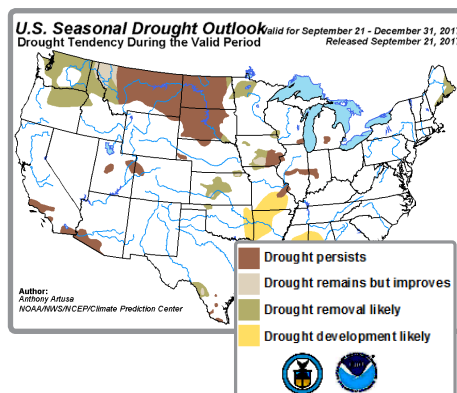 U.S. Seasonal Drought Outlook
Drought Tendency During the Valid Period
Valid for September 21 - December 31, 2017
Released September 21, 2017
Author:
Anthony Artusa
NOAA/NWS/NCEP/Climate Prediction Center
Drought persists
Drought remains but improves
Drought removal likely
Drought development likely